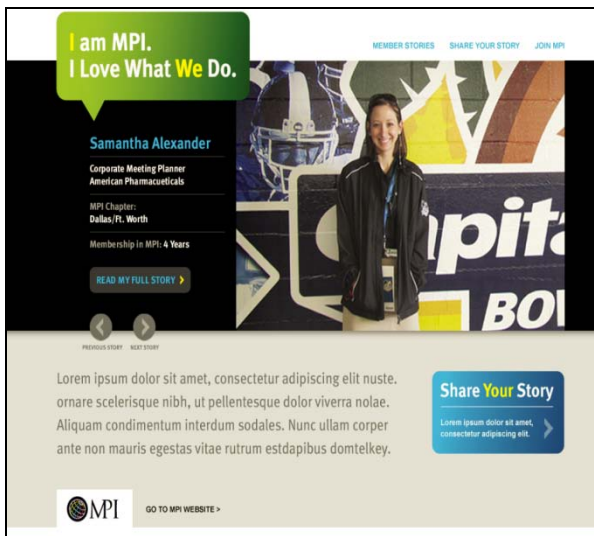 I am MPI.
I Love What We Do.
MEMBER STORIES SHARE YOUR STORY JOIN MPI
Samantha Alexander
Corporate Meeting Planner
American Pharmacueticals
MPI Chapter:
Dallas/Ft. Worth
Membership in MPI: 4 Years
READ MY FULL STORY >
pit
BO
PREVIOUS STORY NEXT STORY
Lorem ipsum dolor sit amet, consectetur adipiscing elit nuste.
ornare scelerisque nibh, ut pellentesque dolor viverra nolae.
Aliquam condimentum interdum sodales. Nunc ullam corper
ante non mauris egestas vitae rutrum estdapibus domtelkey.
Share Your Story
Lorem ipsum dolor sit amet,
consectetur adipiscing elit.
MPI GO TO MPI WEBSITE >